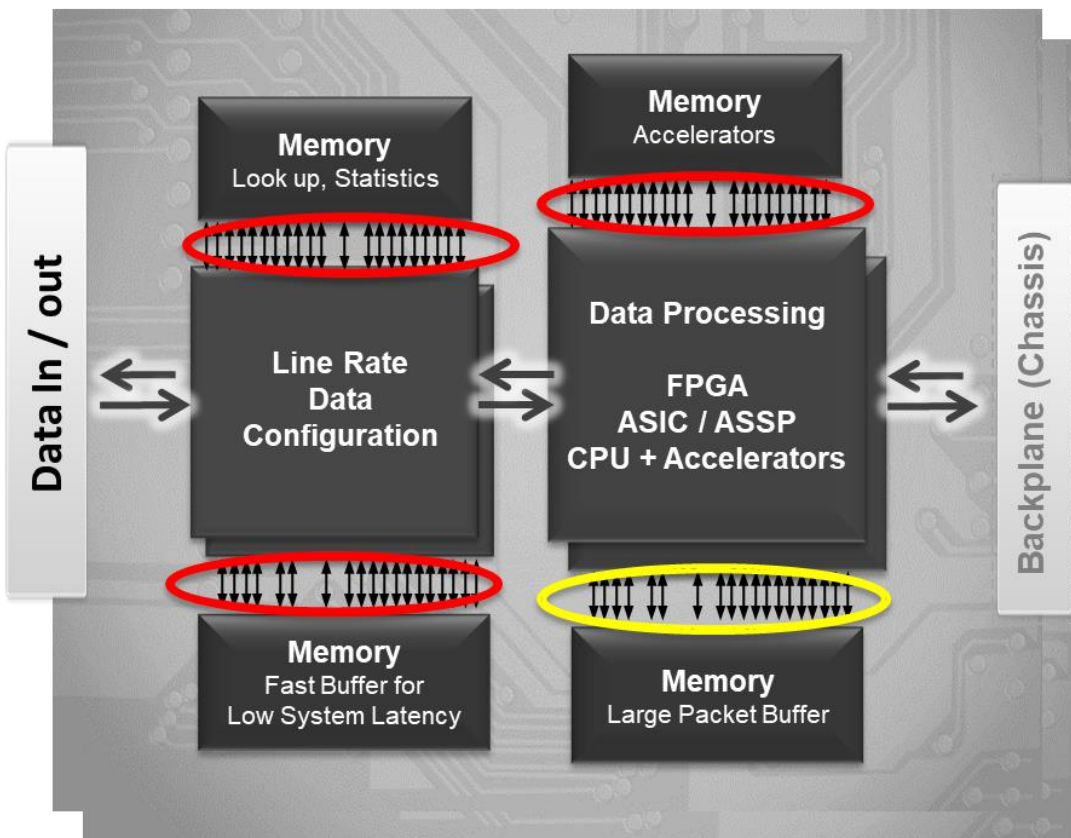 Data In / out
Memory
Look up, Statistics
Line Rate
Data
Configuration
Memory
Fast Buffer for
Low System Latency
Memory
Accelerators
Data Processing
FPGA
ASIC / ASSP
CPU + Accelerators
Memory
Large Packet Buffer
Backplane (Chassis)